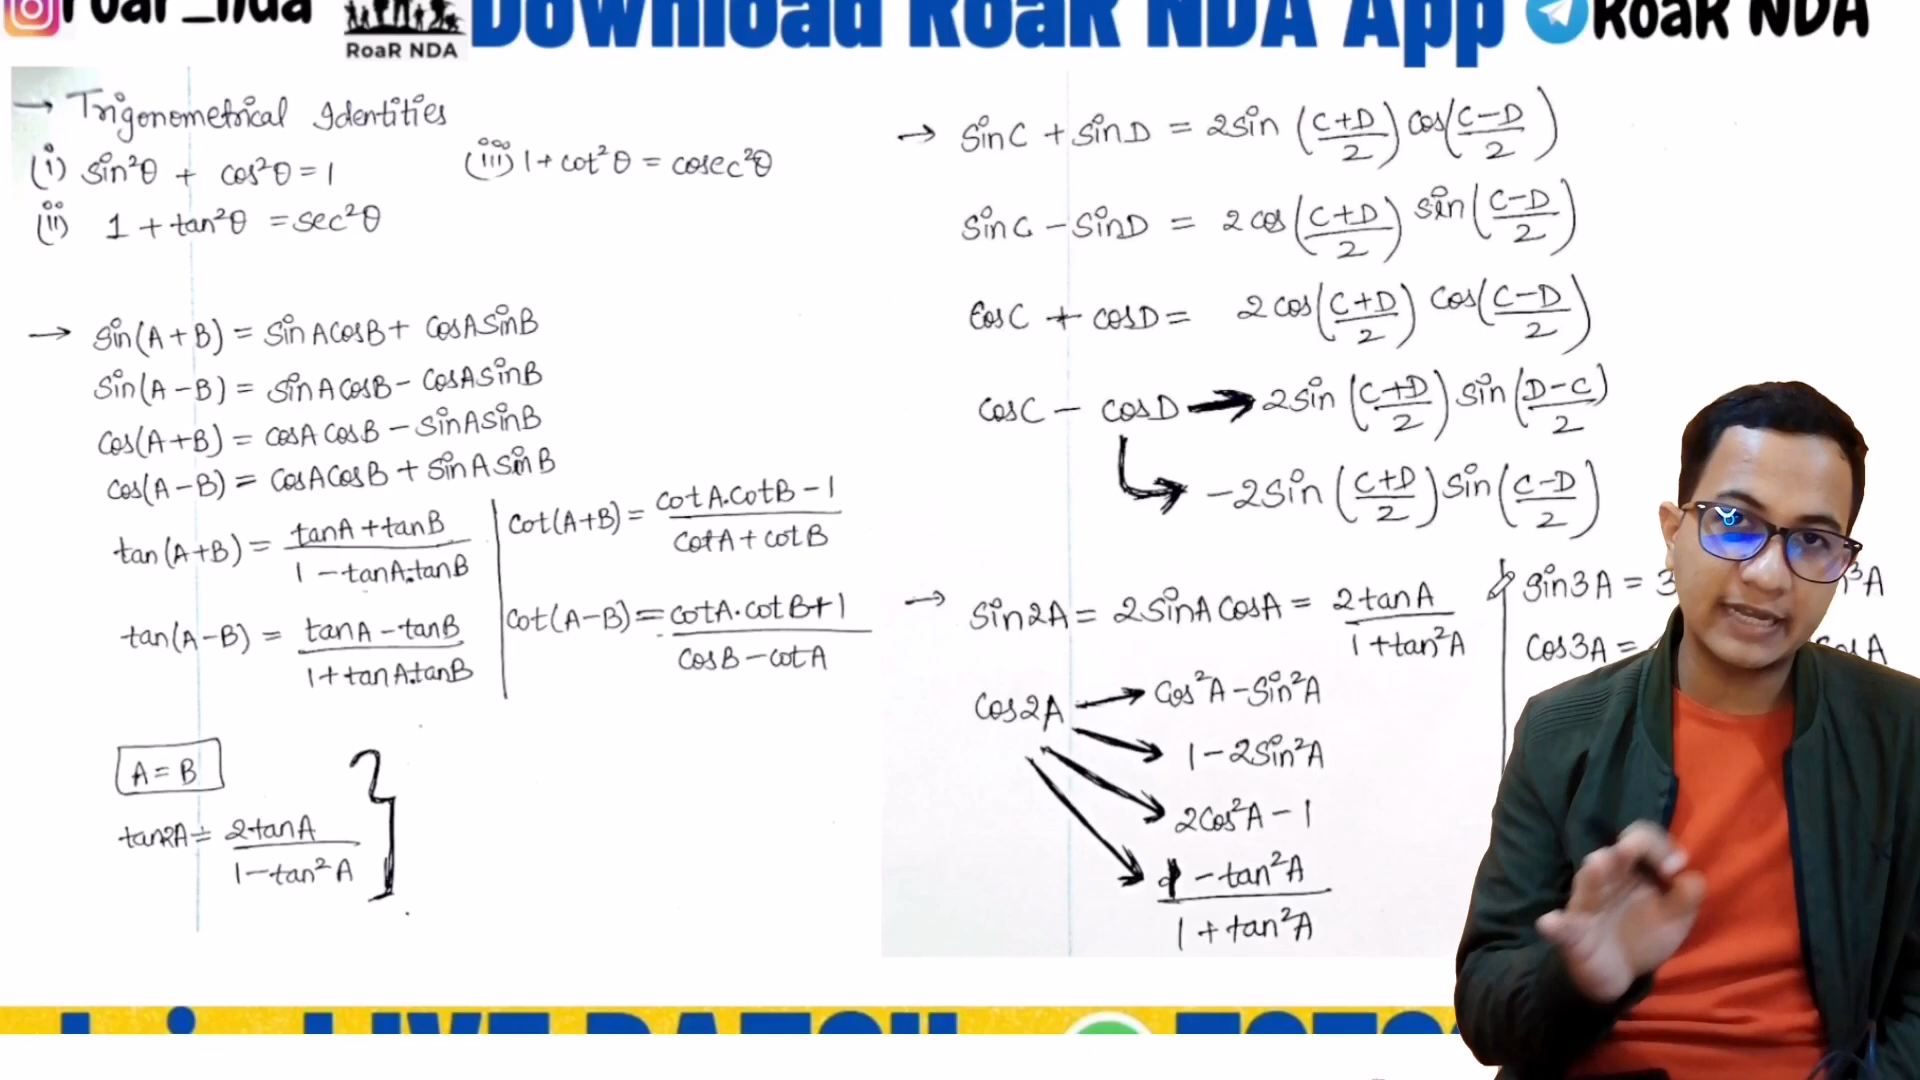 roar_nda
RoaR NDA
Download RoaR NDA App
RoaR NDA
→ Trigonometrical Identities
(i) sin²θ + cos²θ = 1
(iii) 1 + cot²θ = cosec²θ
(ii) 1 + tan²θ = sec²θ
→ sin(A+B) = sinAcosB + cosAsinB
sin(A-B) = sinAcosB - cosAsinB
cos(A+B) = cosAcosB - sinAsinB
cos(A-B) = cosAcosB + sinAsinB
tan(A+B) = (tanA + tanB)/(1 - tanA.tanB)
tan(A-B) = (tanA - tanB)/(1 + tanA.tanB)
cot(A+B) = (cotA.cotB - 1)/(cotA + cotB)
cot(A-B) = (cotA.cotB + 1)/(cosB - cotA)
A = B
tan2A = 2tanA/(1 - tan²A)
→ sinC + sinD = 2sin((C+D)/2) cos((C-D)/2)
sinC - sinD = 2cos((C+D)/2) sin((C-D)/2)
cosC + cosD = 2cos((C+D)/2) cos((C-D)/2)
cosC - cosD → 2sin((C+D)/2) sin((D-C)/2)
→ -2sin((C+D)/2) sin((C-D)/2)
→ sin2A = 2sinAcosA = 2tanA/(1 + tan²A)
cos2A → cos²A - sin²A
→ 1 - 2sin²A
→ 2cos²A - 1
→ (1 - tan²A)/(1 + tan²A)
sin3A = 3
cos3A =